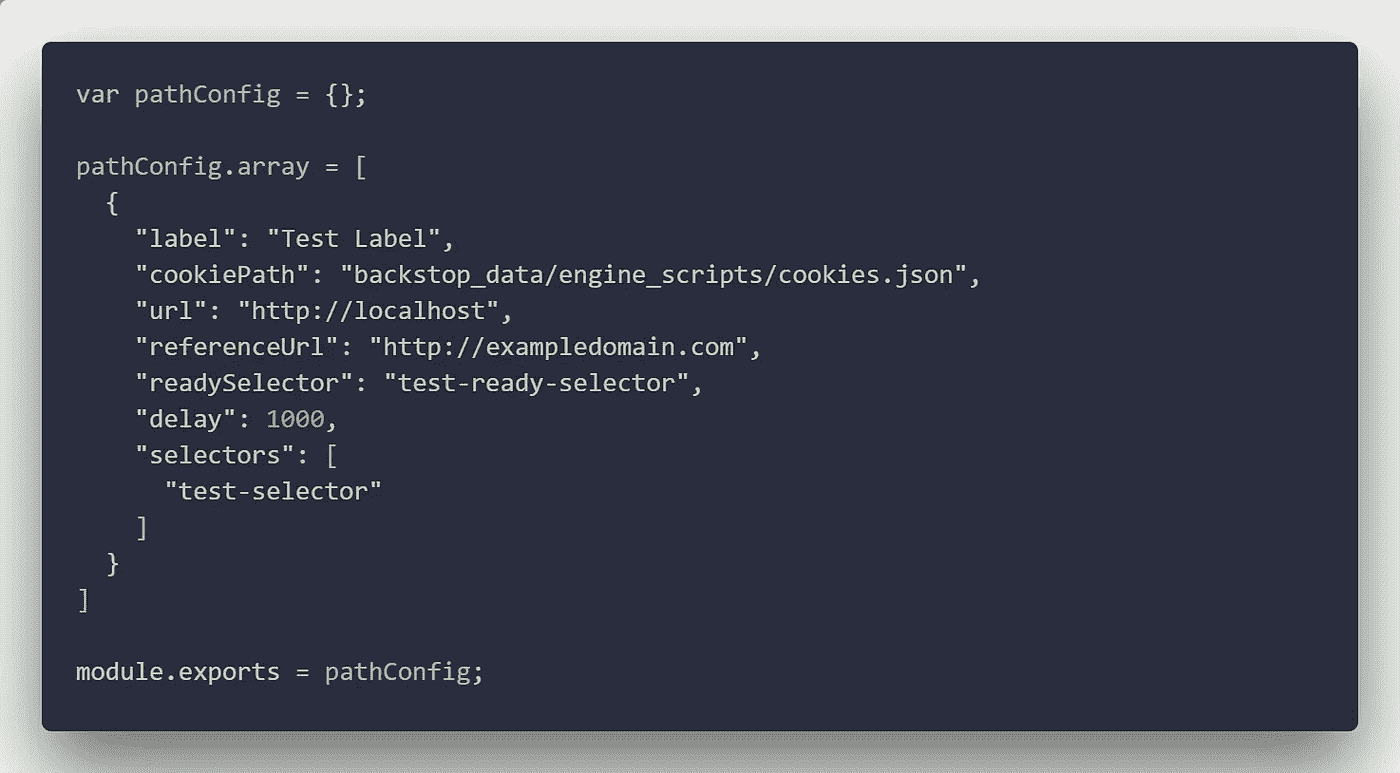 var pathConfig = {};

pathConfig.array = [
  {
    "label": "Test Label",
    "cookiePath": "backstop_data/engine_scripts/cookies.json",
    "url": "http://localhost",
    "referenceUrl": "http://exampledomain.com",
    "readySelector": "test-ready-selector",
    "delay": 1000,
    "selectors": [
      "test-selector"
    ]
  }
]

module.exports = pathConfig;